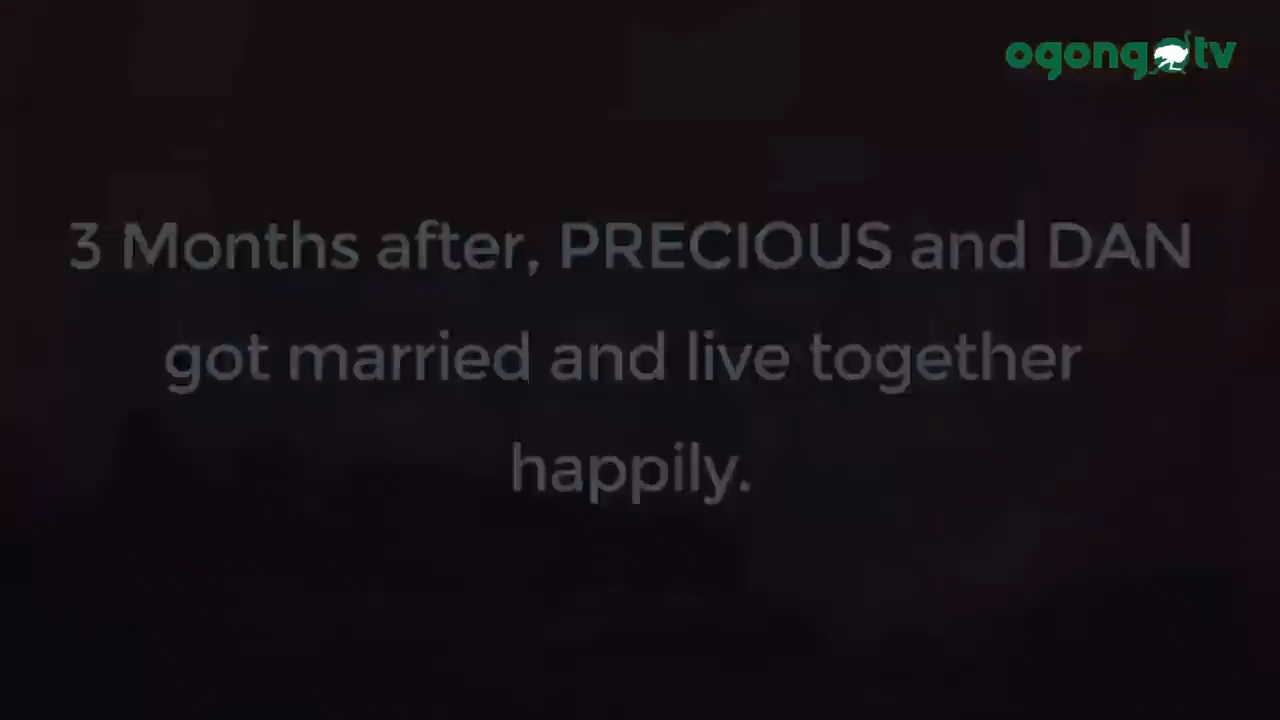 ogongotv
3 Months after, PRECIOUS and DAN
got married and live together
happily.